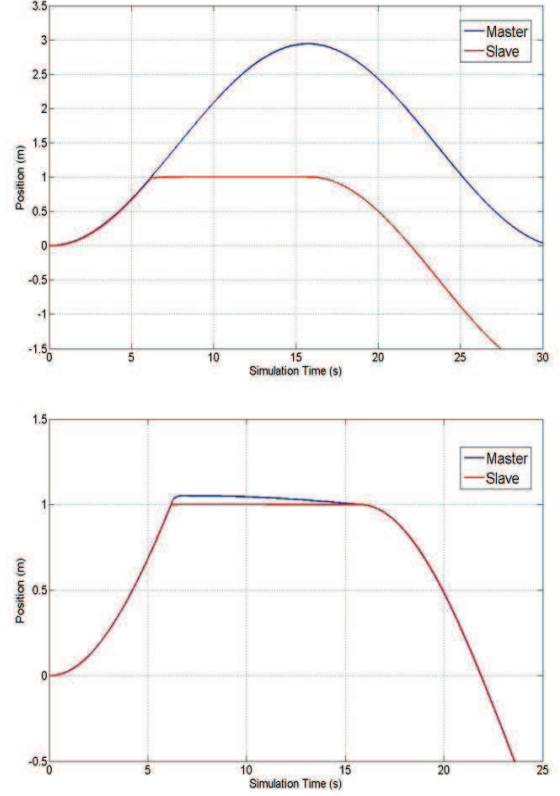 3.5
3
2.5
2
1.5
1
0.5
0
-0.5
-1
-1.5
0 5 10 15 20 25 30
Position (m)
Simulation Time (s)
Master
Slave
1.5
1
0.5
0
-0.5
0 5 10 15 20 25
Position (m)
Simulation Time (s)
Master
Slave